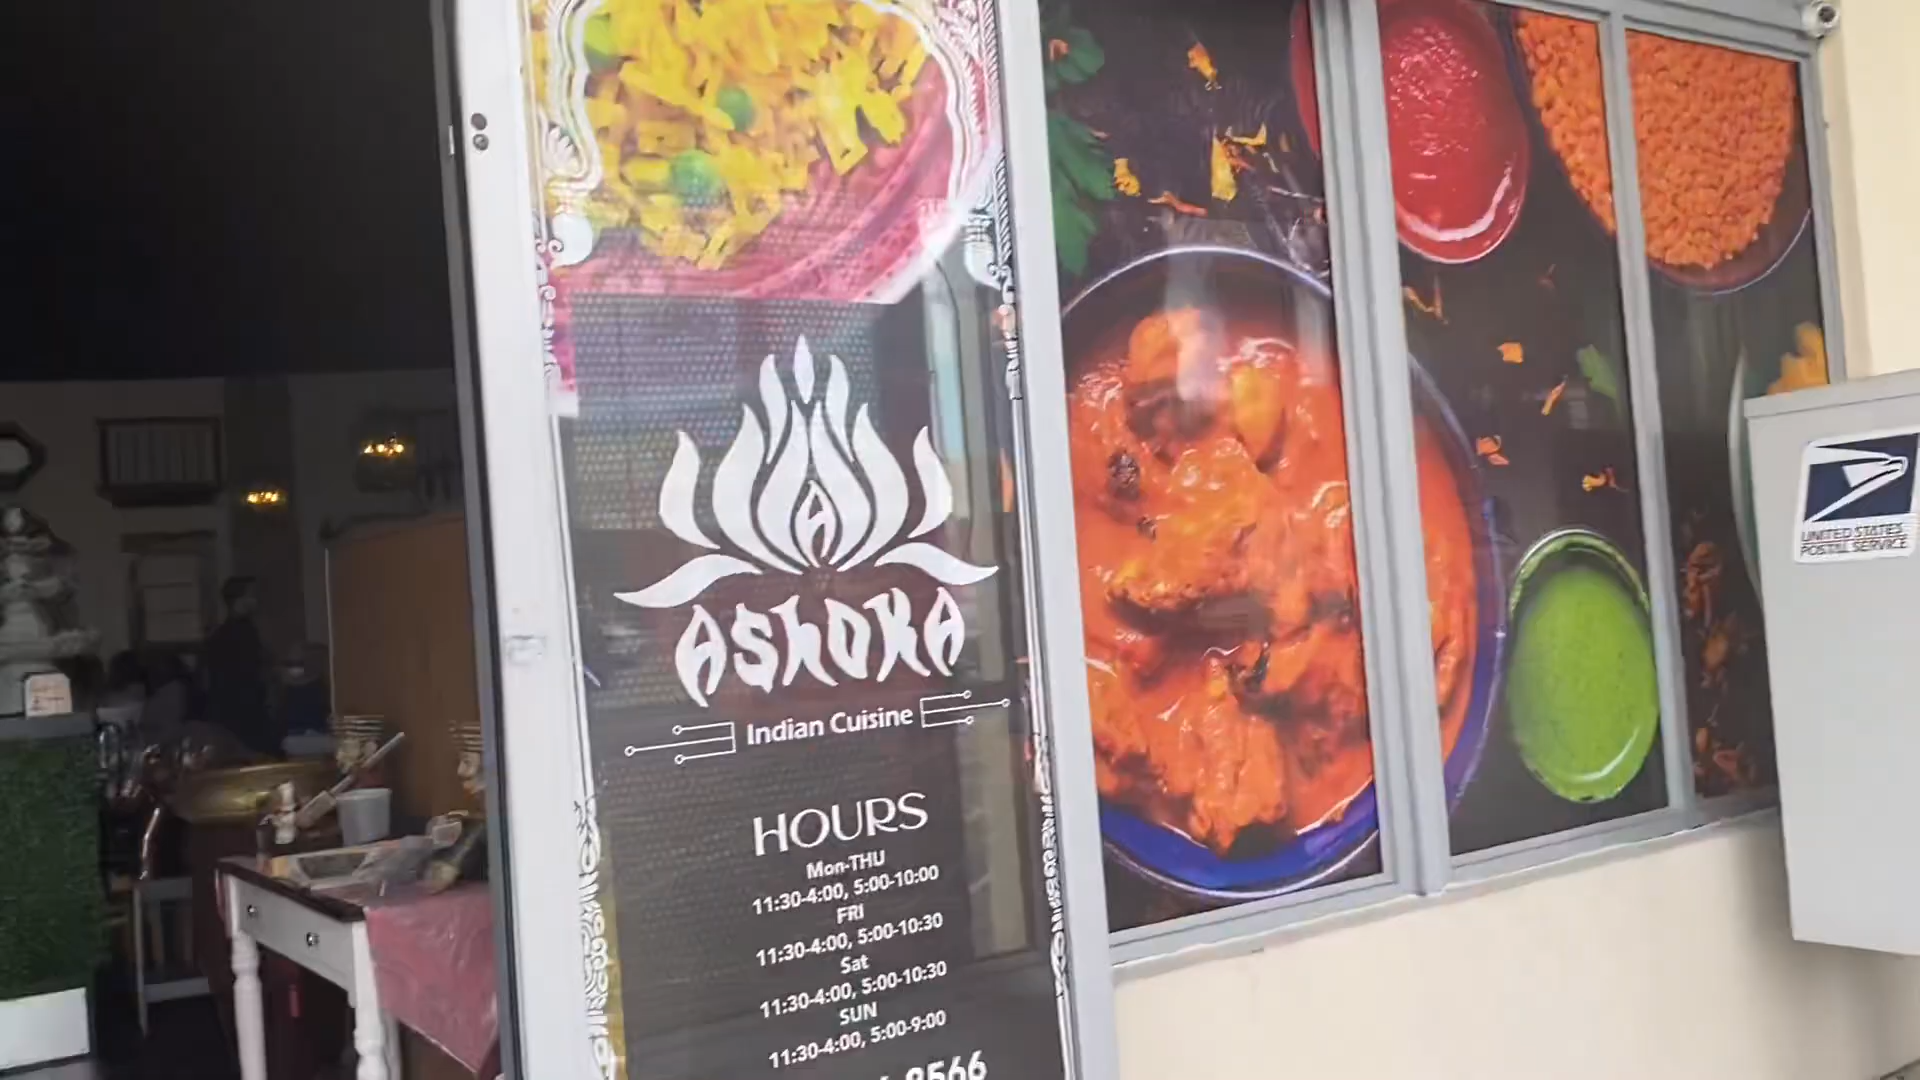 ASHOKA
Indian Cuisine
HOURS
Mon-THU
11:30-4:00, 5:00-10:00
FRI
11:30-4:00, 5:00-10:30
Sat
11:30-4:00, 5:00-10:30
SUN
11:30-4:00, 5:00-9:00
8566
UNITED STATES
POSTAL SERVICE